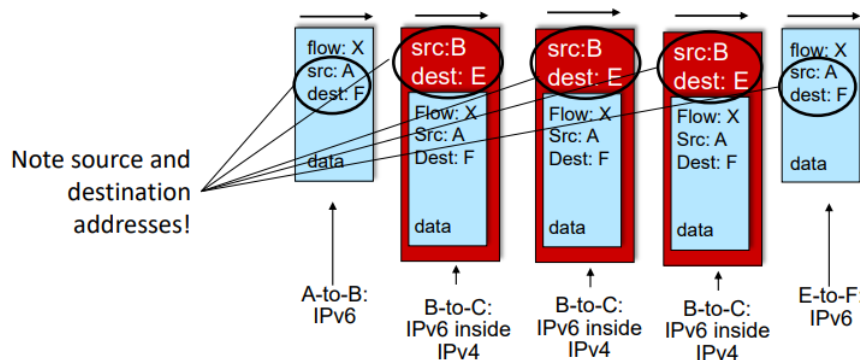 flow: X
src: A
dest: F
data
src:B
dest: E
Flow: X
Src: A
Dest: F
data
src:B
dest: E
Flow: X
Src: A
Dest: F
data
src:B
dest: E
Flow: X
Src: A
Dest: F
data
flow: X
src: A
dest: F
data
Note source and
destination
addresses!
A-to-B:
IPv6
B-to-C:
IPv6 inside
IPv4
B-to-C:
IPv6 inside
IPv4
B-to-C:
IPv6 inside
IPv4
E-to-F:
IPv6